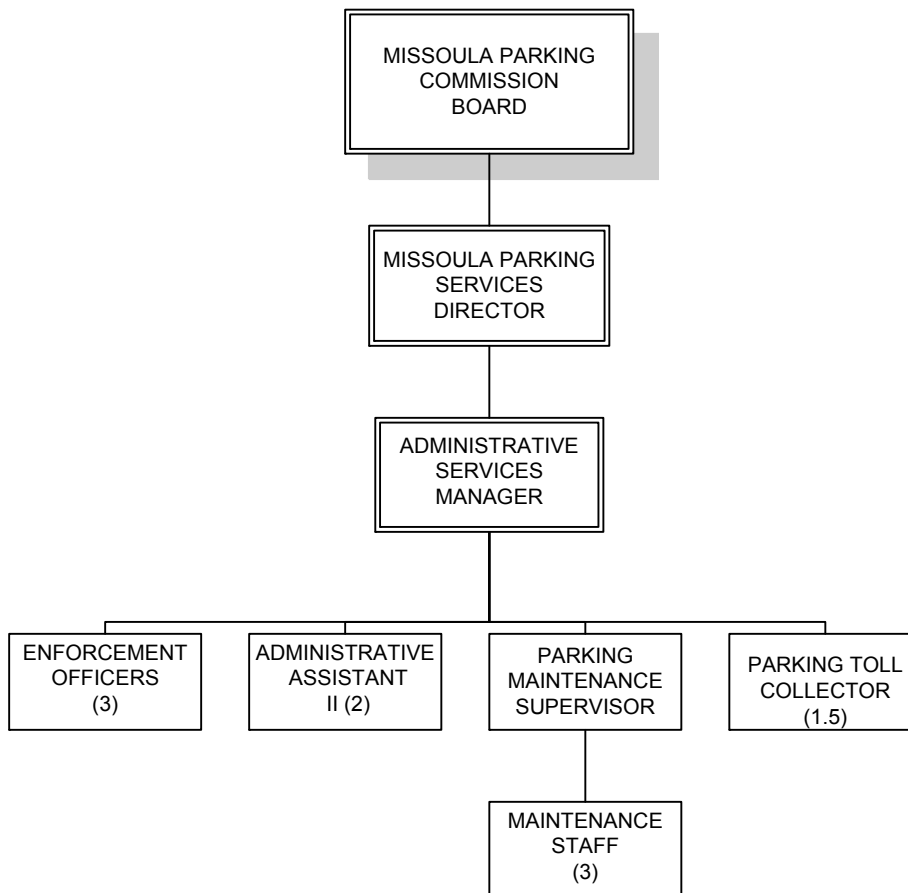 MISSOULA PARKING
COMMISSION
BOARD
MISSOULA PARKING
SERVICES
DIRECTOR
ADMINISTRATIVE
SERVICES
MANAGER
ENFORCEMENT
OFFICERS
(3)
ADMINISTRATIVE
ASSISTANT
II (2)
PARKING
MAINTENANCE
SUPERVISOR
PARKING TOLL
COLLECTOR
(1.5)
MAINTENANCE
STAFF
(3)